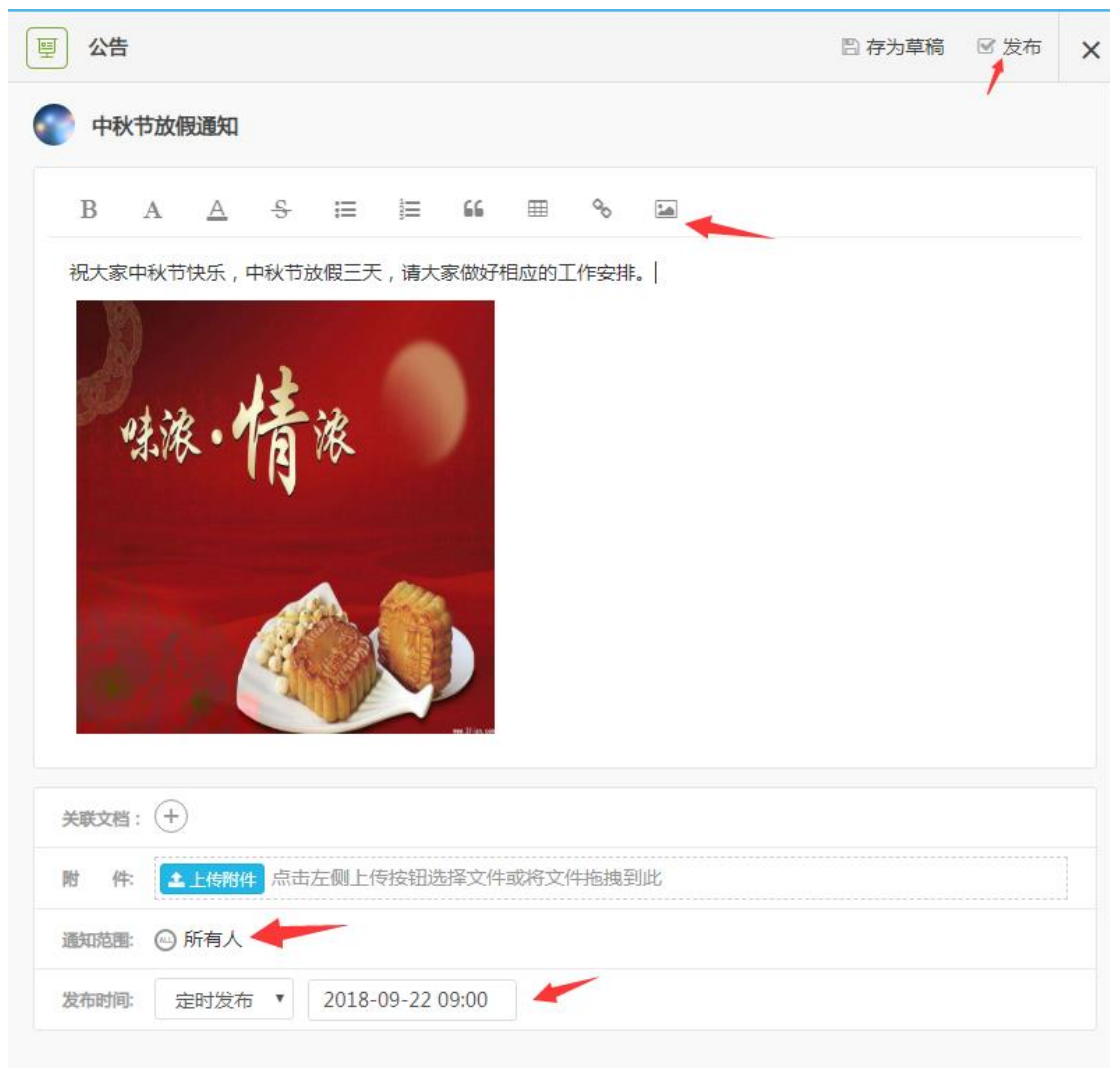 公告
存为草稿
发布
中秋节放假通知
B A A S
祝大家中秋节快乐，中秋节放假三天，请大家做好相应的工作安排。
味浓·情浓
关联文档：
附 件:
上传附件 点击左侧上传按钮选择文件或将文件拖拽到此
通知范围:
ALL 所有人
发布时间:
定时发布
2018-09-22 09:00